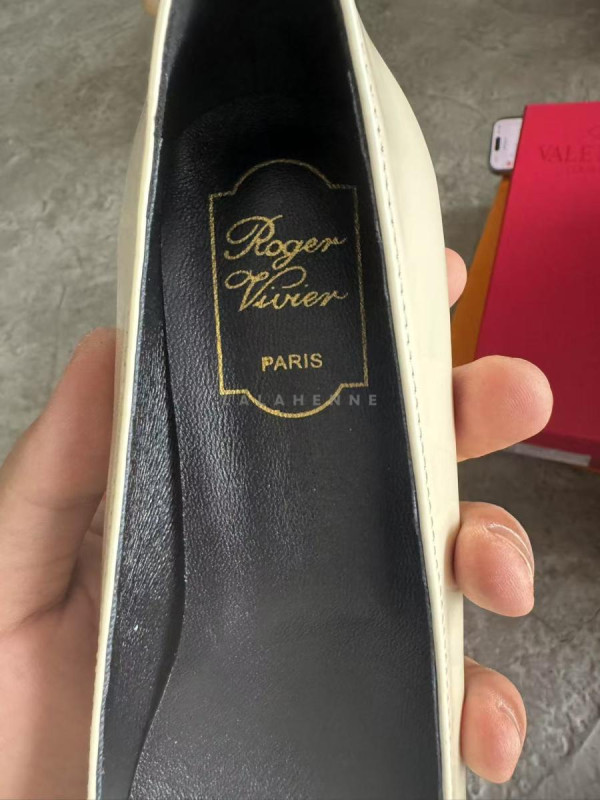 Roger
Vivier
PARIS
ALAHENNE
VALE